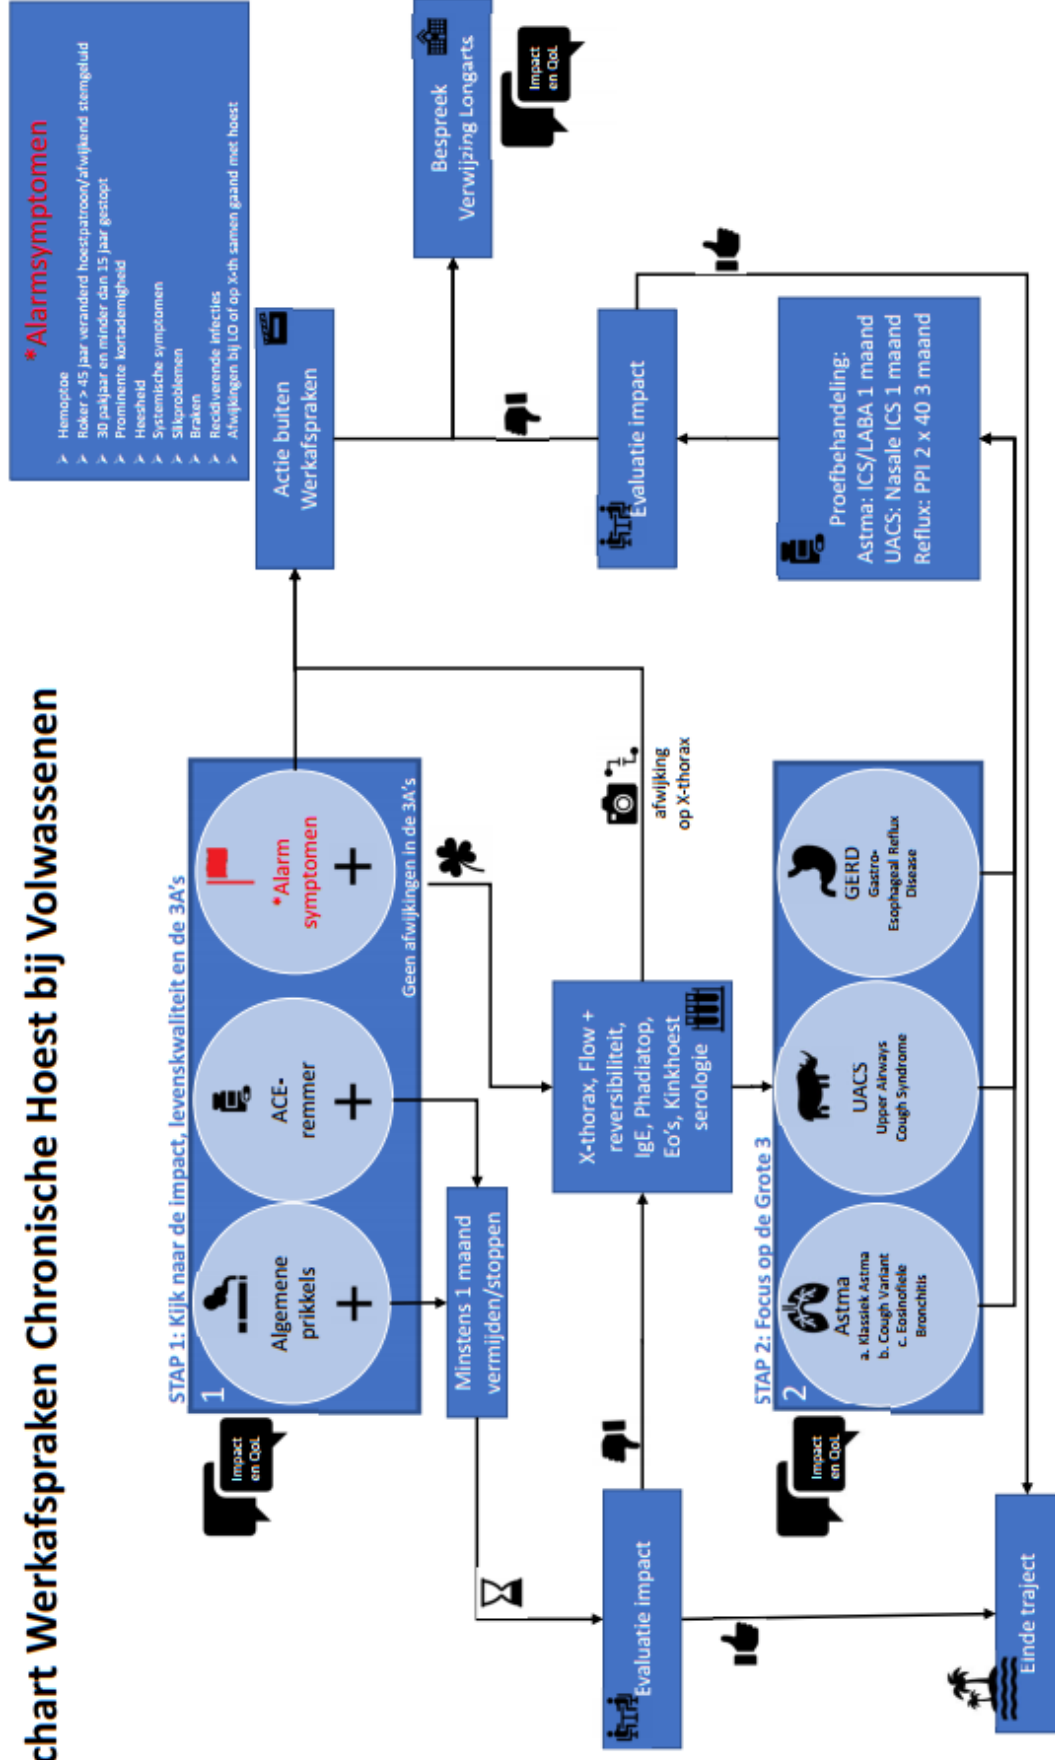 chart Werkafspraken Chronische Hoest bij Volwassenen
*Alarmsymptomen
Hemoptoe
Roker > 45 jaar veranderd hoestpatroon/afwijkend stemgeluid
30 pakjaar en minder dan 15 jaar gestopt
Prominente kortademigheid
Heesheid
Systemische symptomen
Slikproblemen
Braken
Recidiverende infecties
Afwijkingen bij LO of op X-th samen gaand met hoest
STAP 1: Kijk naar de impact, levenskwaliteit en de 3A's
Impact
en QoL
1
Algemene
prikkels
+
ACE-
remmer
+
*Alarm
symptomen
+
Geen afwijkingen in de 3A's
Actie buiten
Werkafspraken
Bespreek
Verwijzing Longarts
Impact
en QoL
Minstens 1 maand
vermijden/stoppen
Evaluatie impact
X-thorax, Flow +
reversibiliteit,
IgE, Phadiatop,
Eo's, Kinkhoest
serologie
afwijking
op X-thorax
Evaluatie impact
STAP 2: Focus op de Grote 3
Impact
en QoL
2
Astma
a. Klassiek Astma
b. Cough Variant
c. Eosinofiele
Bronchitis
UACS
Upper Airways
Cough Syndrome
GERD
Gastro-
Esophageal Reflux
Disease
Proefbehandeling:
Astma: ICS/LABA 1 maand
UACS: Nasale ICS 1 maand
Reflux: PPI 2 x 40 3 maand
Einde traject